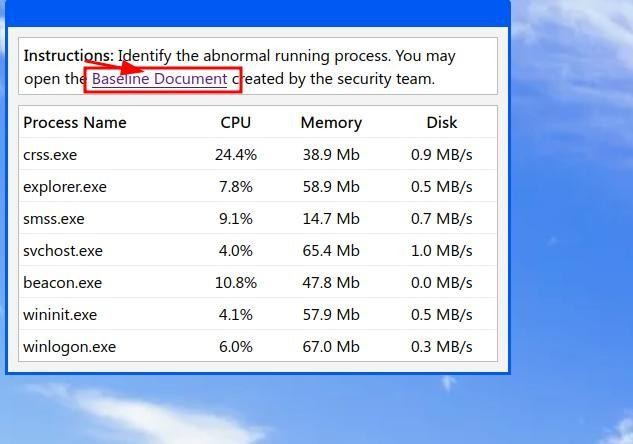 Instructions: Identify the abnormal running process. You may
open the Baseline Document created by the security team.
Process Name CPU Memory Disk
crss.exe 24.4% 38.9 Mb 0.9 MB/s
explorer.exe 7.8% 58.9 Mb 0.5 MB/s
smss.exe 9.1% 14.7 Mb 0.7 MB/s
svchost.exe 4.0% 65.4 Mb 1.0 MB/s
beacon.exe 10.8% 47.8 Mb 0.0 MB/s
wininit.exe 4.1% 57.9 Mb 0.5 MB/s
winlogon.exe 6.0% 67.0 Mb 0.3 MB/s